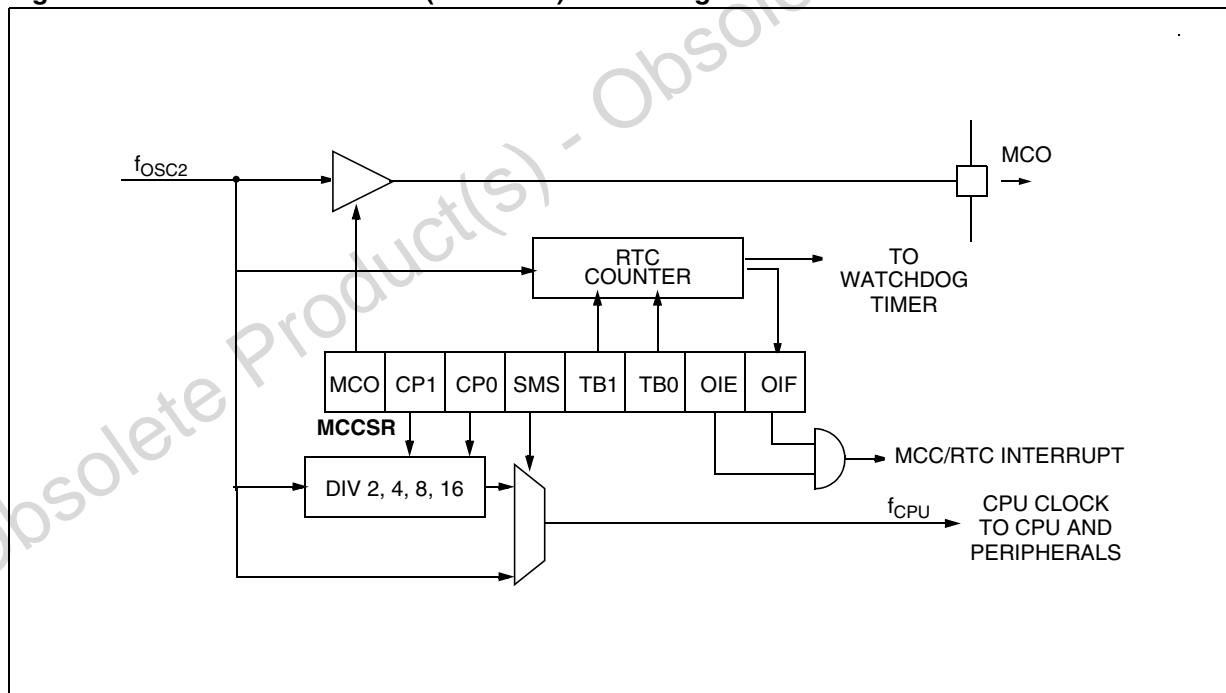 Obsolete Product(s) - Obsole
fOSC2
MCO
RTC
COUNTER
TO
WATCHDOG
TIMER
MCO CP1 CP0 SMS TB1 TB0 OIE OIF
MCCSR
MCC/RTC INTERRUPT
DIV 2, 4, 8, 16
fCPU
CPU CLOCK
TO CPU AND
PERIPHERALS